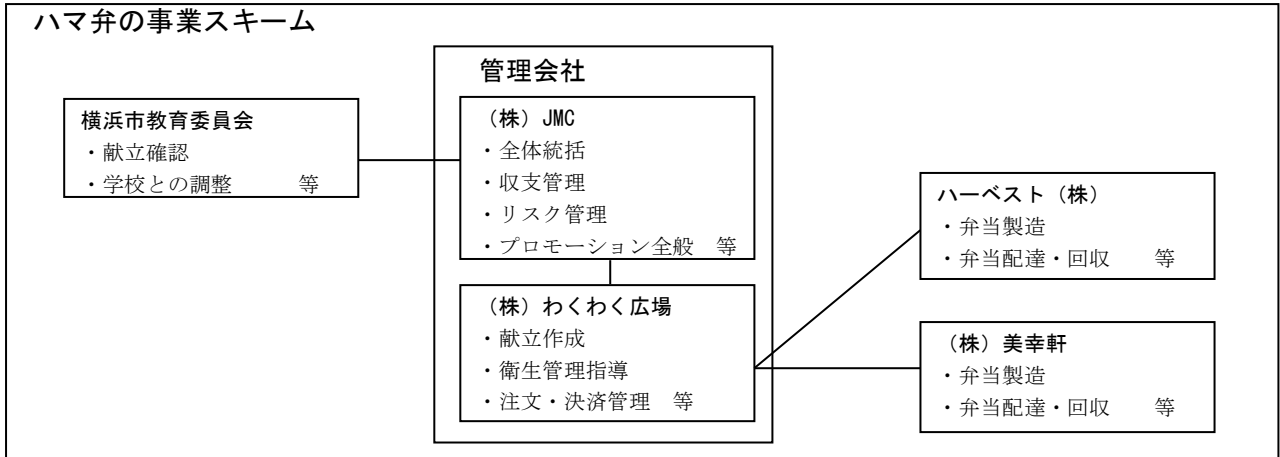 ハマ弁の事業スキーム
管理会社
横浜市教育委員会
・献立確認
・学校との調整　　等
(株) JMC
・全体統括
・収支管理
・リスク管理
・プロモーション全般　等
(株) わくわく広場
・献立作成
・衛生管理指導
・注文・決済管理　等
ハーベスト (株)
・弁当製造
・弁当配達・回収　　等
(株) 美幸軒
・弁当製造
・弁当配達・回収　　等